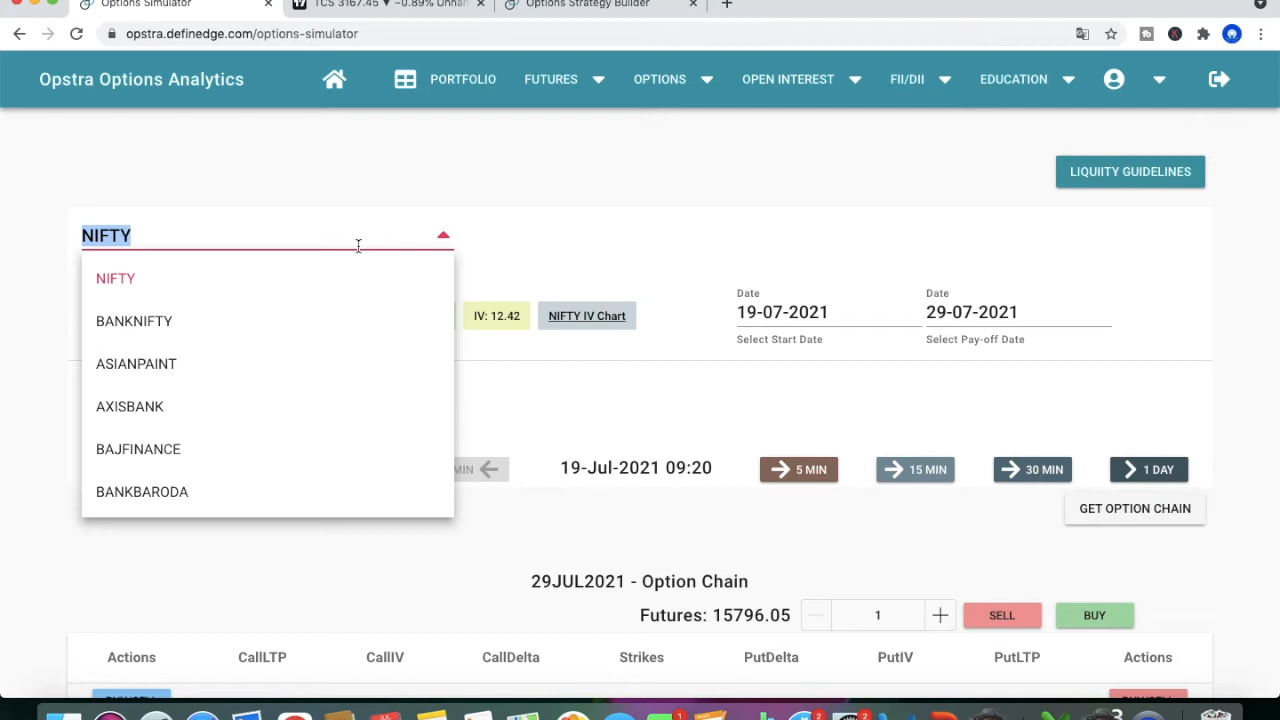 Options Simulator
TCS 3167.45 ▼ −0.89% Unnan
Options Strategy Builder
opstra.definedge.com/options-simulator
Opstra Options Analytics
PORTFOLIO
FUTURES
OPTIONS
OPEN INTEREST
FII/DII
EDUCATION
LIQUIITY GUIDELINES
NIFTY
NIFTY
BANKNIFTY
ASIANPAINT
AXISBANK
BAJFINANCE
BANKBARODA
IV: 12.42
NIFTY IV Chart
Date
19-07-2021
Select Start Date
Date
29-07-2021
Select Pay-off Date
MIN
19-Jul-2021 09:20
5 MIN
15 MIN
30 MIN
1 DAY
GET OPTION CHAIN
29JUL2021 - Option Chain
Futures: 15796.05
1
SELL
BUY
Actions CallLTP CallIV CallDelta Strikes PutDelta PutIV PutLTP Actions